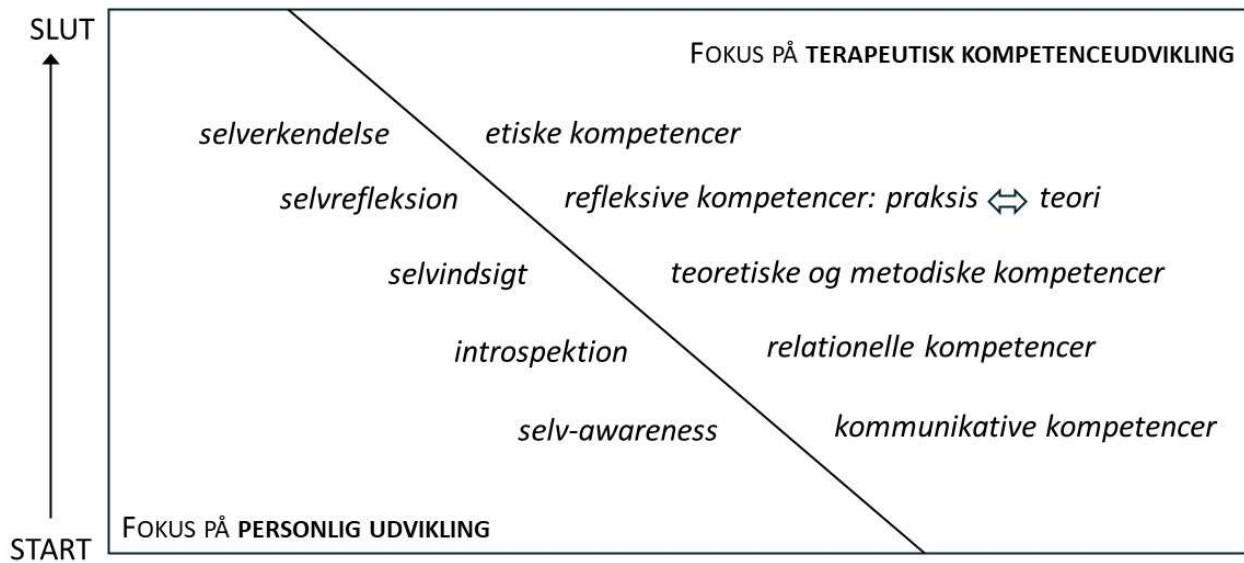 SLUT
FOKUS PÅ TERAPEUTISK KOMPETENCEUDVIKLING
selverkendelse etiske kompetencer
selvrefleksion refleksive kompetencer: praksis ⇔ teori
selvindsigt teoretiske og metodiske kompetencer
introspektion relationelle kompetencer
selv-awareness kommunikative kompetencer
FOKUS PÅ PERSONLIG UDVIKLING
START